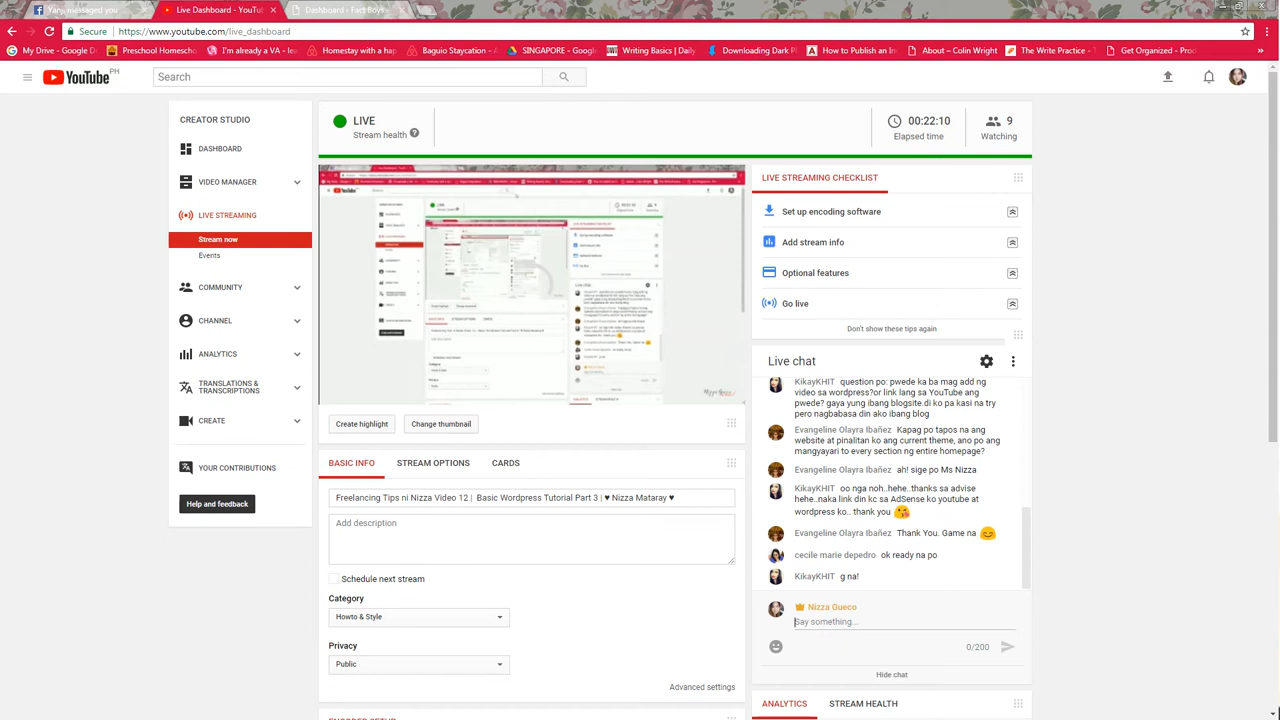 Yann messaged you
Live Dashboard - YouTu
Dashboard ‹ Fact Boys
Secure
https://www.youtube.com/live_dashboard
My Drive - Google D
Preschool Homesch
I'm already a VA - lea
Homestay with a hap
Baguio Staycation - A
SINGAPORE - Google
Writing Basics | Daily
Downloading Dark Pl
How to Publish an In
About – Colin Wright
The Write Practice - T
Get Organized - Prod
»
YouTube PH
Search
CREATOR STUDIO
DASHBOARD
VIDEO MANAGER
LIVE STREAMING
Stream now
Events
COMMUNITY
CHANNEL
ANALYTICS
TRANSLATIONS &
TRANSCRIPTIONS
CREATE
YOUR CONTRIBUTIONS
Help and feedback
LIVE
Stream health
00:22:10
Elapsed time
9
Watching
Create highlight
Change thumbnail
BASIC INFO
STREAM OPTIONS
CARDS
Freelancing Tips ni Nizza Video 12 | Basic Wordpress Tutorial Part 3 | ♥ Nizza Mataray ♥
Add description
Schedule next stream
Category
Howto & Style
Privacy
Public
Advanced settings
LIVE STREAMING CHECKLIST
Set up encoding software
Add stream info
Optional features
Go live
Don't show these tips again
Live chat
KikayKHIT question po: pwede ka ba mag add ng
video sa wordpress?or link lang sa YouTube ang
pwede? gaya yung ibang blogsite di ko pa kasi na try
pero nagbabasa din ako ibang blog
Evangeline Olayra Ibañez Kapag po tapos na ang
website at pinalitan ko ang current theme, ano po ang
mangyayari to every section ng entire homepage?
Evangeline Olayra Ibañez ah! sige po Ms Nizza
KikayKHIT oo nga noh..hehe..thanks sa advise
hehe..naka link din kc sa AdSense ko youtube at
wordpress ko.. thank you 😘
Evangeline Olayra Ibañez Thank You. Game na 😊
cecile marie depedro ok ready na po
KikayKHIT g na!
Nizza Gueco
Say something...
0/200
Hide chat
ANALYTICS
STREAM HEALTH